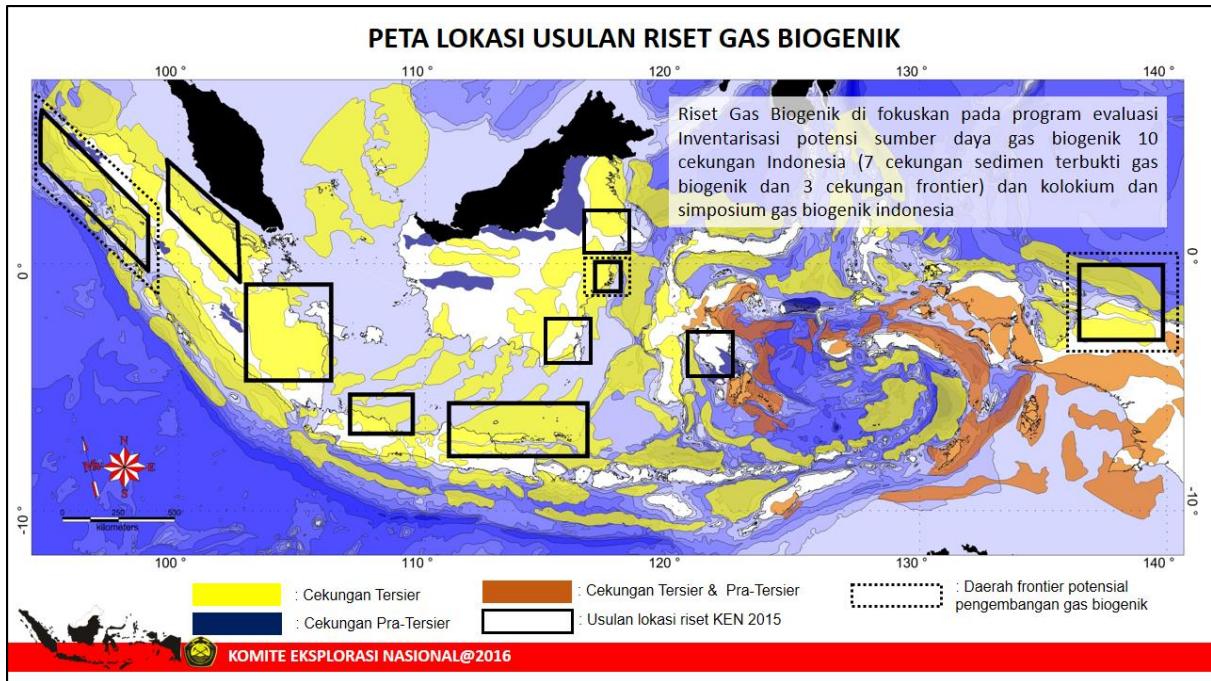 PETA LOKASI USULAN RISET GAS BIOGENIK
100 °
110 °
120 °
130 °
140 °
Riset Gas Biogenik di fokuskan pada program evaluasi
Inventarisasi potensi sumber daya gas biogenik 10
cekungan Indonesia (7 cekungan sedimen terbukti gas
biogenik dan 3 cekungan frontier) dan kolokium dan
simposium gas biogenik indonesia
0 °
0 °
N
E
S
0
250
500
kilometers
-10 °
-10 °
100 °
110 °
120 °
130 °
140 °
: Cekungan Tersier
: Cekungan Tersier & Pra-Tersier
: Daerah frontier potensial
pengembangan gas biogenik
: Cekungan Pra-Tersier
: Usulan lokasi riset KEN 2015
KOMITE EKSPLORASI NASIONAL@2016